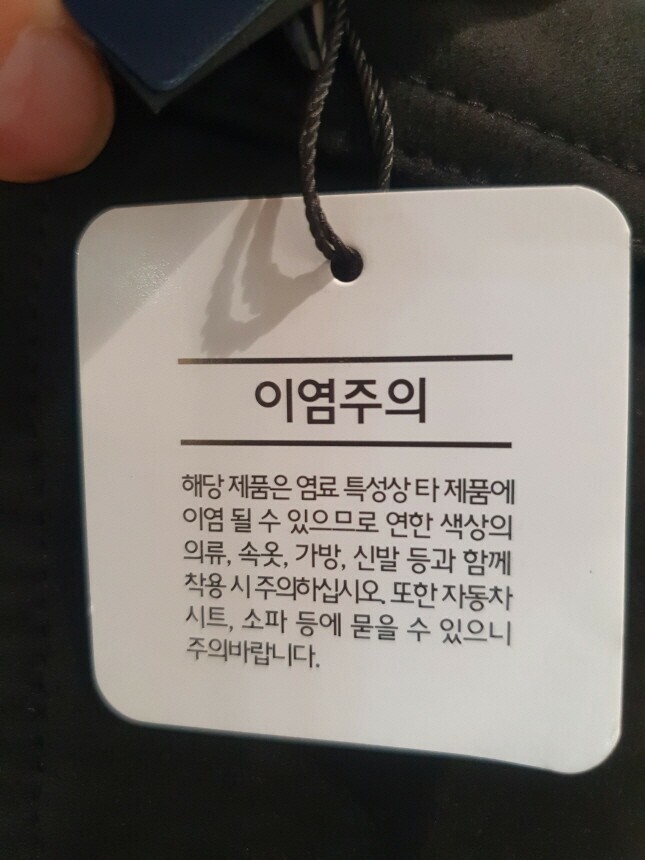 이염주의
해당 제품은 염료 특성상 타 제품에
이염 될 수 있으므로 연한 색상의
의류, 속옷, 가방, 신발 등과 함께
착용 시 주의하십시오. 또한 자동차
시트, 소파 등에 묻을 수 있으니
주의바랍니다.